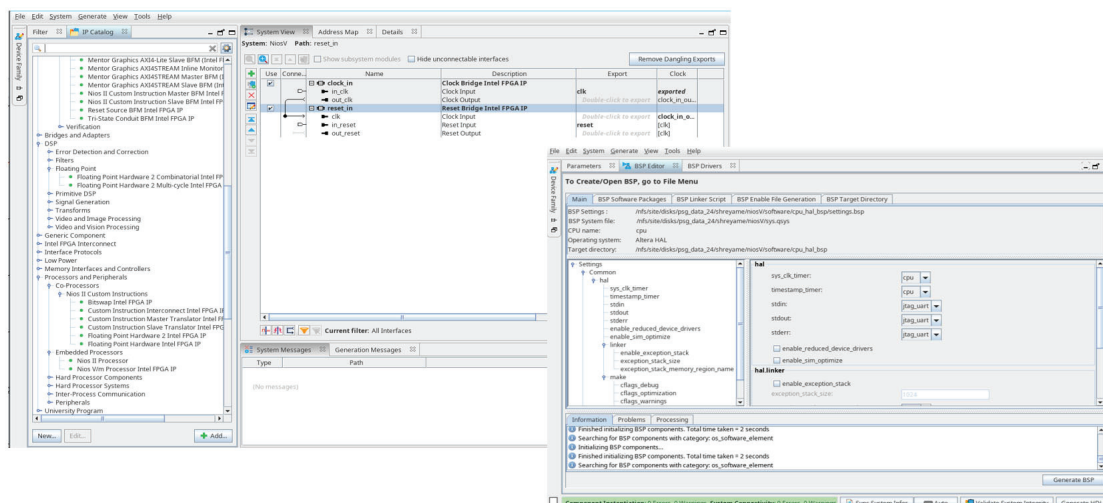 File Edit System Generate View Tools Help
Filter IP Catalog
Device Family
Mentor Graphics AXI4-Lite Slave BFM (Intel F
Mentor Graphics AXI4STREAM Inline Monitor
Mentor Graphics AXI4STREAM Master BFM (I
Mentor Graphics AXI4STREAM Slave BFM (Int
Nios II Custom Instruction Master BFM Intel F
Nios II Custom Instruction Slave BFM Intel FP
Reset Source BFM Intel FPGA IP
Tri-State Conduit BFM Intel FPGA IP
Verification
Bridges and Adapters
DSP
Error Detection and Correction
Filters
Floating Point
Floating Point Hardware 2 Combinatorial Intel FP
Floating Point Hardware 2 Multi-cycle Intel FPGA
Primitive DSP
Signal Generation
Transforms
Video and Image Processing
Video and Vision Processing
Generic Component
Intel FPGA Interconnect
Interface Protocols
Low Power
Memory Interfaces and Controllers
Processors and Peripherals
Co-Processors
Nios II Custom Instructions
Bitswap Intel FPGA IP
Custom Instruction Interconnect Intel FPGA I
Custom Instruction Master Translator Intel FP
Custom Instruction Slave Translator Intel FPG
Floating Point Hardware 2 Intel FPGA IP
Floating Point Hardware Intel FPGA IP
Embedded Processors
Nios II Processor
Nios V/m Processor Intel FPGA IP
Hard Processor Components
Hard Processor Systems
Inter-Process Communication
Peripherals
University Program
New... Edit... Add...
System View Address Map Details
System: NiosV Path: reset_in
Show subsystem modules Hide unconnectable interfaces Remove Dangling Exports
Use Conne... Name Description Export Clock
clock_in Clock Bridge Intel FPGA IP
in_clk Clock Input clk exported
out_clk Clock Output Double-click to export clock_in_ou...
reset_in Reset Bridge Intel FPGA IP
clk Clock Input Double-click to export clock_in_o...
in_reset Reset Input reset [clk]
out_reset Reset Output Double-click to export [clk]
Current filter: All Interfaces
System Messages Generation Messages
Type Path
(No messages)
File Edit System Generate View Tools Help
Parameters BSP Editor BSP Drivers
Device Family
To Create/Open BSP, go to File Menu
Main BSP Software Packages BSP Linker Script BSP Enable File Generation BSP Target Directory
BSP Settings : /nfs/site/disks/psg_data_24/shreyame/niosV/software/cpu_hal_bsp/settings.bsp
BSP System file: /nfs/site/disks/psg_data_24/shreyame/niosV/sys.qsys
CPU name: cpu
Operating system: Altera HAL
Target directory: /nfs/site/disks/psg_data_24/shreyame/niosV/software/cpu_hal_bsp
Settings
Common
hal
sys_clk_timer
timestamp_timer
stdin
stdout
stderr
enable_reduced_device_drivers
enable_sim_optimize
linker
enable_exception_stack
exception_stack_size
exception_stack_memory_region_name
make
cflags_debug
cflags_optimization
cflags_warnings
hal
sys_clk_timer: cpu
timestamp_timer: cpu
stdin: jtag_uart
stdout: jtag_uart
stderr: jtag_uart
enable_reduced_device_drivers
enable_sim_optimize
hal.linker
enable_exception_stack
exception_stack_size: 1024
Information Problems Processing
Finished initializing BSP components. Total time taken = 2 seconds
Searching for BSP components with category: os_software_element
Initializing BSP components...
Finished initializing BSP components. Total time taken = 2 seconds
Searching for BSP components with category: os_software_element
Generate BSP